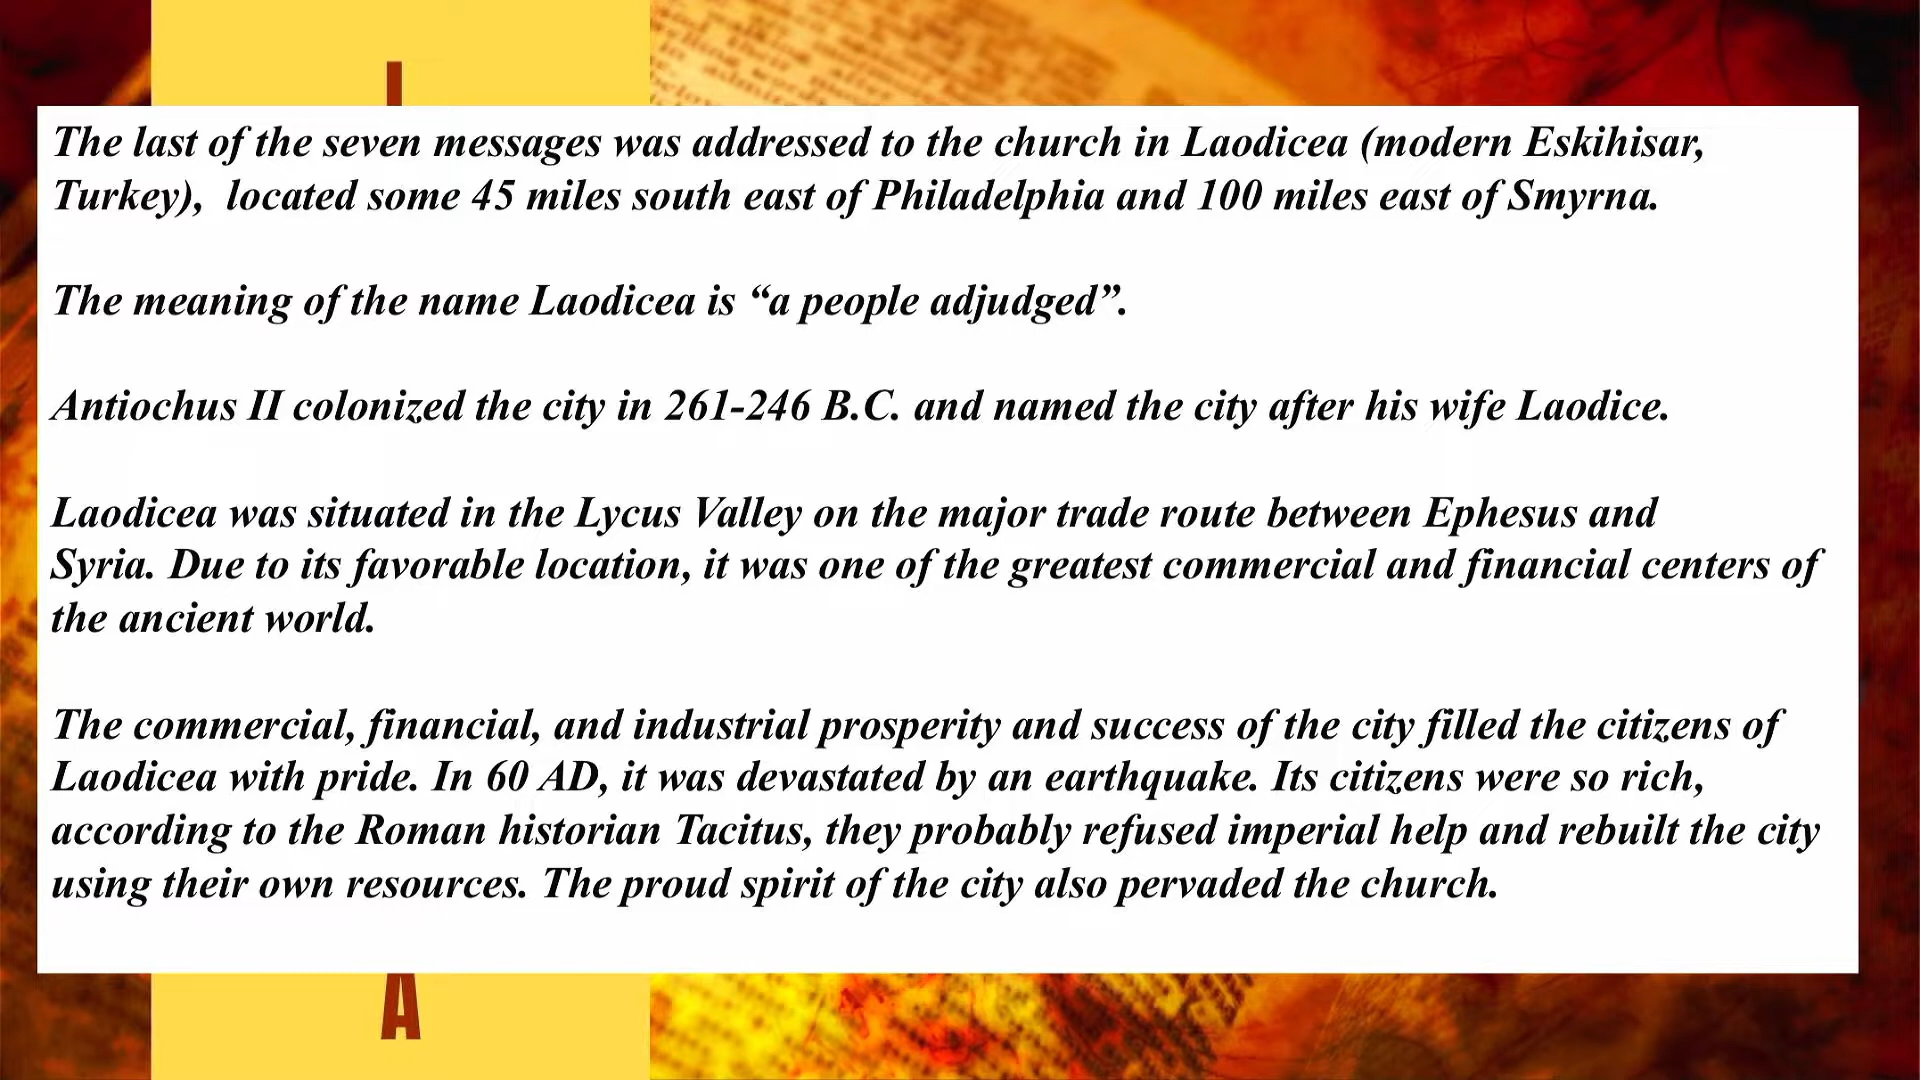 The last of the seven messages was addressed to the church in Laodicea (modern Eskihisar,
Turkey),  located some 45 miles south east of Philadelphia and 100 miles east of Smyrna.
The meaning of the name Laodicea is “a people adjudged”.
Antiochus II colonized the city in 261-246 B.C. and named the city after his wife Laodice.
Laodicea was situated in the Lycus Valley on the major trade route between Ephesus and
Syria. Due to its favorable location, it was one of the greatest commercial and financial centers of
the ancient world.
The commercial, financial, and industrial prosperity and success of the city filled the citizens of
Laodicea with pride. In 60 AD, it was devastated by an earthquake. Its citizens were so rich,
according to the Roman historian Tacitus, they probably refused imperial help and rebuilt the city
using their own resources. The proud spirit of the city also pervaded the church.
A